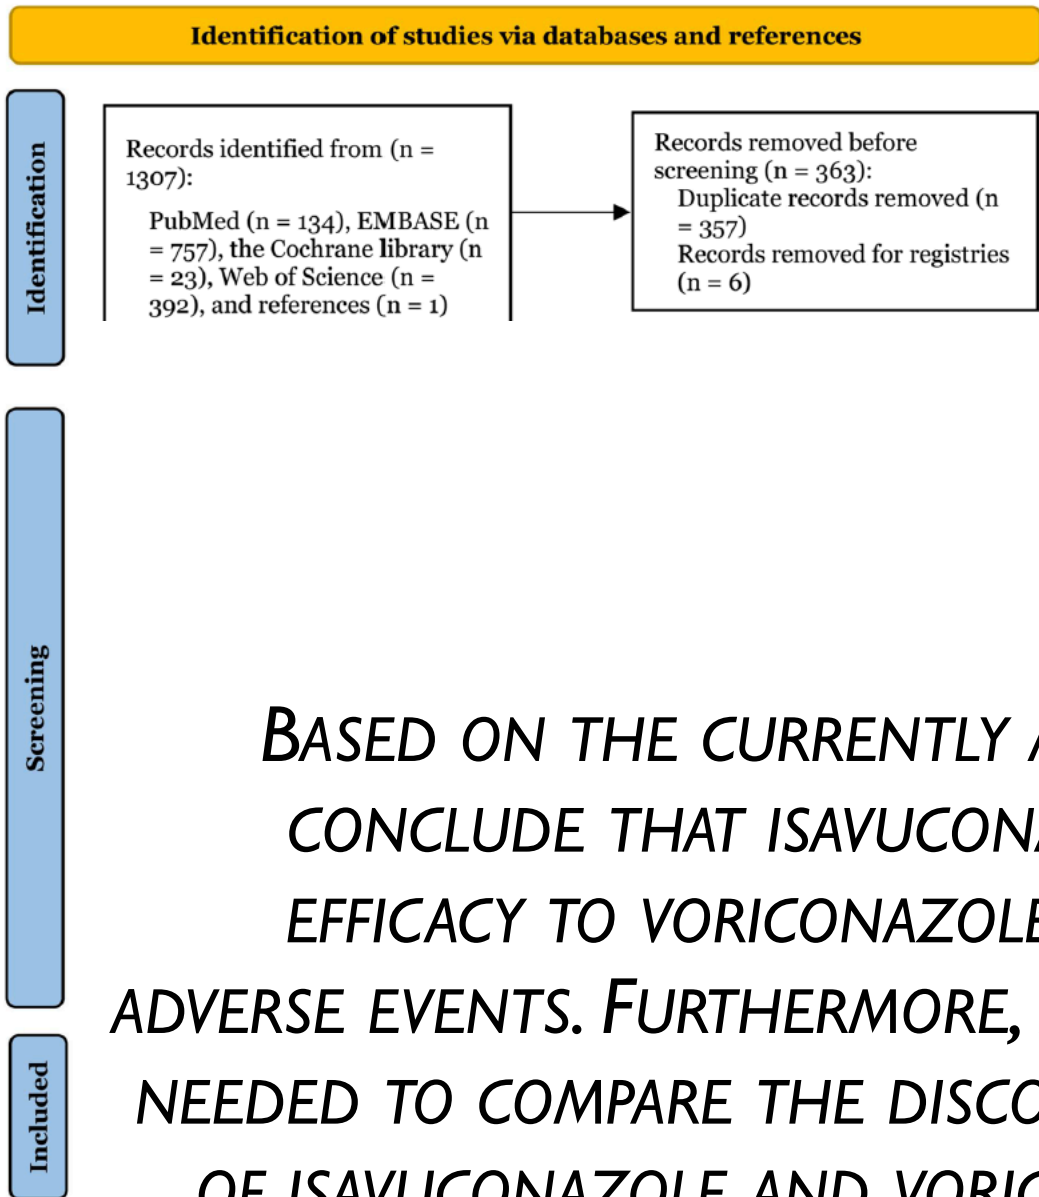 Identification of studies via databases and references
Identification
Records identified from (n =
1307):
PubMed (n = 134), EMBASE (n
= 757), the Cochrane library (n
= 23), Web of Science (n =
392), and references (n = 1)
Records removed before
screening (n = 363):
Duplicate records removed (n
= 357)
Records removed for registries
(n = 6)
Screening
BASED ON THE CURRENTLY
CONCLUDE THAT
EFFICACY TO VORICONAZOLE
ADVERSE EVENTS. FURTHERMORE,
NEEDED TO COMPARE THE
OF ISAVUCONAZOLE AND
Included